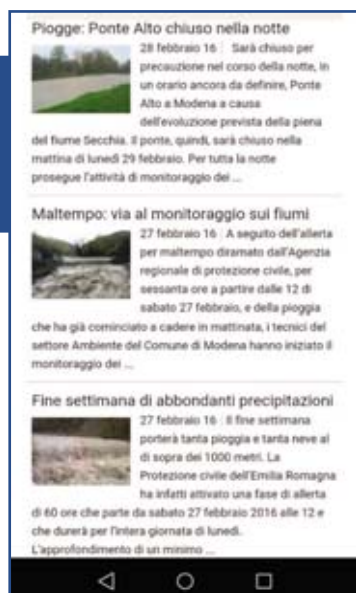 Piogge: Ponte Alto chiuso nella notte
28 febbraio 16 | Sarà chiuso per
precauzione nel corso della notte, in
un orario ancora da definire, Ponte
Alto a Modena a causa
dell'evoluzione prevista della piena
del fiume Secchia. Il ponte, quindi, sarà chiuso nella
mattina di lunedì 29 febbraio. Per tutta la notte
prosegue l'attività di monitoraggio dei ...
Maltempo: via al monitoraggio sui fiumi
27 febbraio 16 | A seguito dell'allerta
per maltempo diramato dall'Agenzia
regionale di protezione civile, per
sessanta ore a partire dalle 12 di
sabato 27 febbraio, e della pioggia
che ha già cominciato a cadere in mattinata, i tecnici del
settore Ambiente del Comune di Modena hanno iniziato il
monitoraggio dei ...
Fine settimana di abbondanti precipitazioni
27 febbraio 16 | Il fine settimana
porterà tanta pioggia e tanta neve al
di sopra dei 1000 metri. La
Protezione civile dell'Emilia Romagna
ha infatti attivato una fase di allerta
di 60 ore che parte da sabato 27 febbraio 2016 alle 12 e
che durerà per l'intera giornata di lunedì.
L'approfondimento di un minimo ...